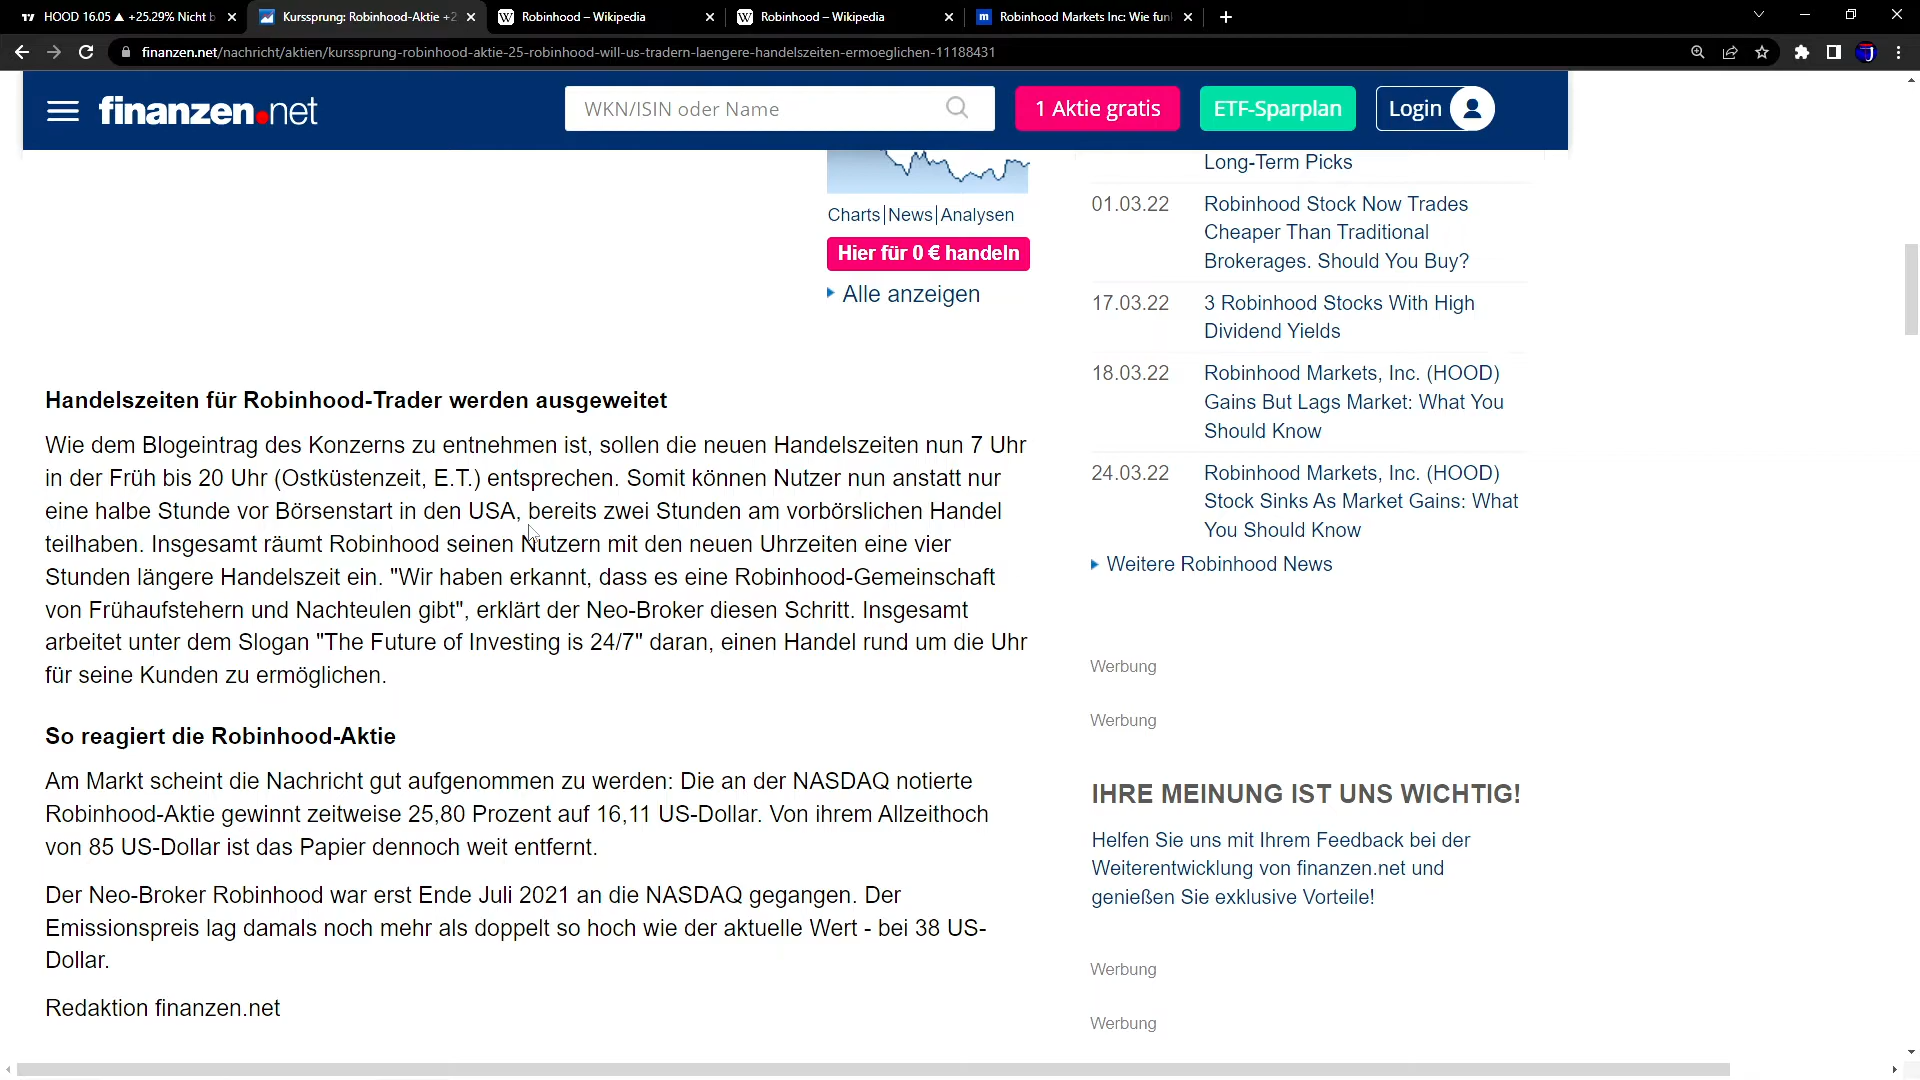 HOOD 16.05 ▲ +25.29% Nicht b
Kurssprung: Robinhood-Aktie +2
Robinhood – Wikipedia
Robinhood – Wikipedia
Robinhood Markets Inc: Wie fun
finanzen.net/nachricht/aktien/kurssprung-robinhood-aktie-25-robinhood-will-us-tradern-laengere-handelszeiten-ermoeglichen-11188431
finanzen.net
WKN/ISIN oder Name
1 Aktie gratis
ETF-Sparplan
Login
Charts|News|Analysen
Hier für 0 € handeln
Alle anzeigen
Handelszeiten für Robinhood-Trader werden ausgeweitet
Wie dem Blogeintrag des Konzerns zu entnehmen ist, sollen die neuen Handelszeiten nun 7 Uhr
in der Früh bis 20 Uhr (Ostküstenzeit, E.T.) entsprechen. Somit können Nutzer nun anstatt nur
eine halbe Stunde vor Börsenstart in den USA, bereits zwei Stunden am vorbörslichen Handel
teilhaben. Insgesamt räumt Robinhood seinen Nutzern mit den neuen Uhrzeiten eine vier
Stunden längere Handelszeit ein. "Wir haben erkannt, dass es eine Robinhood-Gemeinschaft
von Frühaufstehern und Nachteulen gibt", erklärt der Neo-Broker diesen Schritt. Insgesamt
arbeitet unter dem Slogan "The Future of Investing is 24/7" daran, einen Handel rund um die Uhr
für seine Kunden zu ermöglichen.
So reagiert die Robinhood-Aktie
Am Markt scheint die Nachricht gut aufgenommen zu werden: Die an der NASDAQ notierte
Robinhood-Aktie gewinnt zeitweise 25,80 Prozent auf 16,11 US-Dollar. Von ihrem Allzeithoch
von 85 US-Dollar ist das Papier dennoch weit entfernt.
Der Neo-Broker Robinhood war erst Ende Juli 2021 an die NASDAQ gegangen. Der
Emissionspreis lag damals noch mehr als doppelt so hoch wie der aktuelle Wert - bei 38 US-
Dollar.
Redaktion finanzen.net
Long-Term Picks
01.03.22 Robinhood Stock Now Trades
Cheaper Than Traditional
Brokerages. Should You Buy?
17.03.22 3 Robinhood Stocks With High
Dividend Yields
18.03.22 Robinhood Markets, Inc. (HOOD)
Gains But Lags Market: What You
Should Know
24.03.22 Robinhood Markets, Inc. (HOOD)
Stock Sinks As Market Gains: What
You Should Know
Weitere Robinhood News
Werbung
Werbung
IHRE MEINUNG IST UNS WICHTIG!
Helfen Sie uns mit Ihrem Feedback bei der
Weiterentwicklung von finanzen.net und
genießen Sie exklusive Vorteile!
Werbung
Werbung